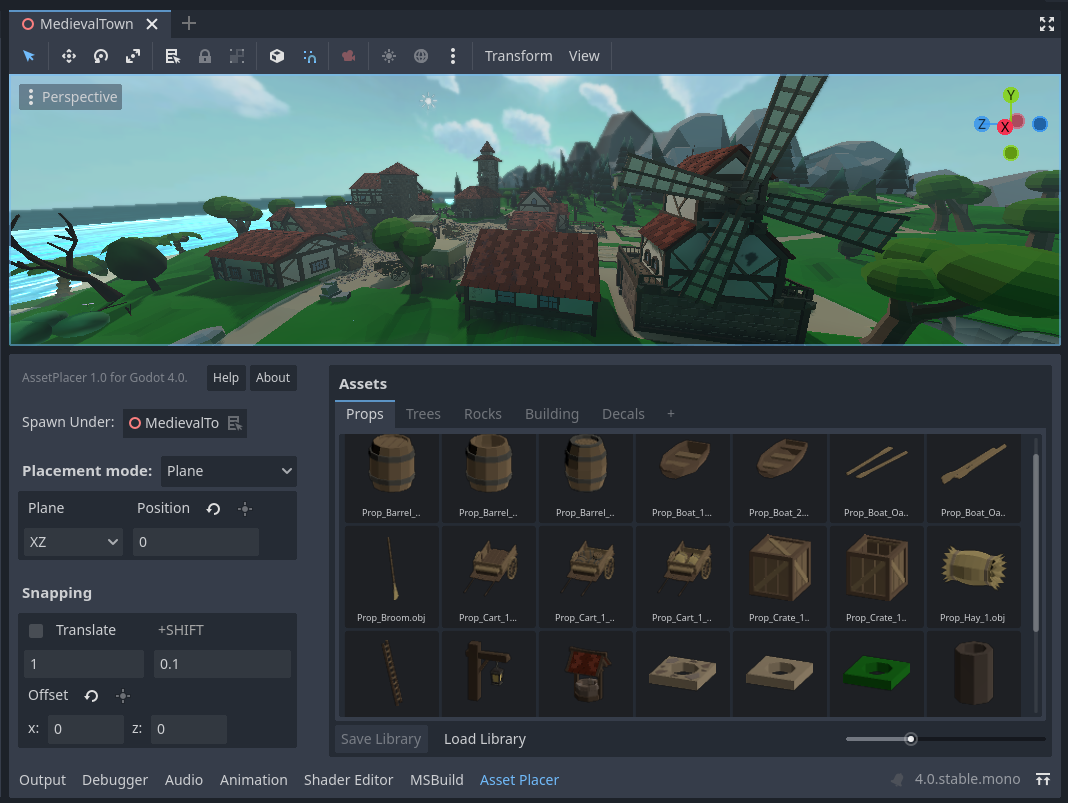 MedievalTown
Transform View
Perspective
Y
Z X
AssetPlacer 1.0 for Godot 4.0. Help About
Spawn Under: MedievalTo
Placement mode: Plane
Plane Position
XZ 0
Snapping
Translate +SHIFT
1 0.1
Offset
x: 0 z: 0
Assets
Props Trees Rocks Building Decals +
Prop_Barrel_.. Prop_Barrel_.. Prop_Barrel_.. Prop_Boat_1... Prop_Boat_2... Prop_Boat_Oa.. Prop_Boat_Oa..
Prop_Broom.obj Prop_Cart_1... Prop_Cart_1_.. Prop_Cart_1_.. Prop_Crate_1.. Prop_Crate_1.. Prop_Hay_1.obj
Save Library Load Library
Output Debugger Audio Animation Shader Editor MSBuild Asset Placer 4.0.stable.mono